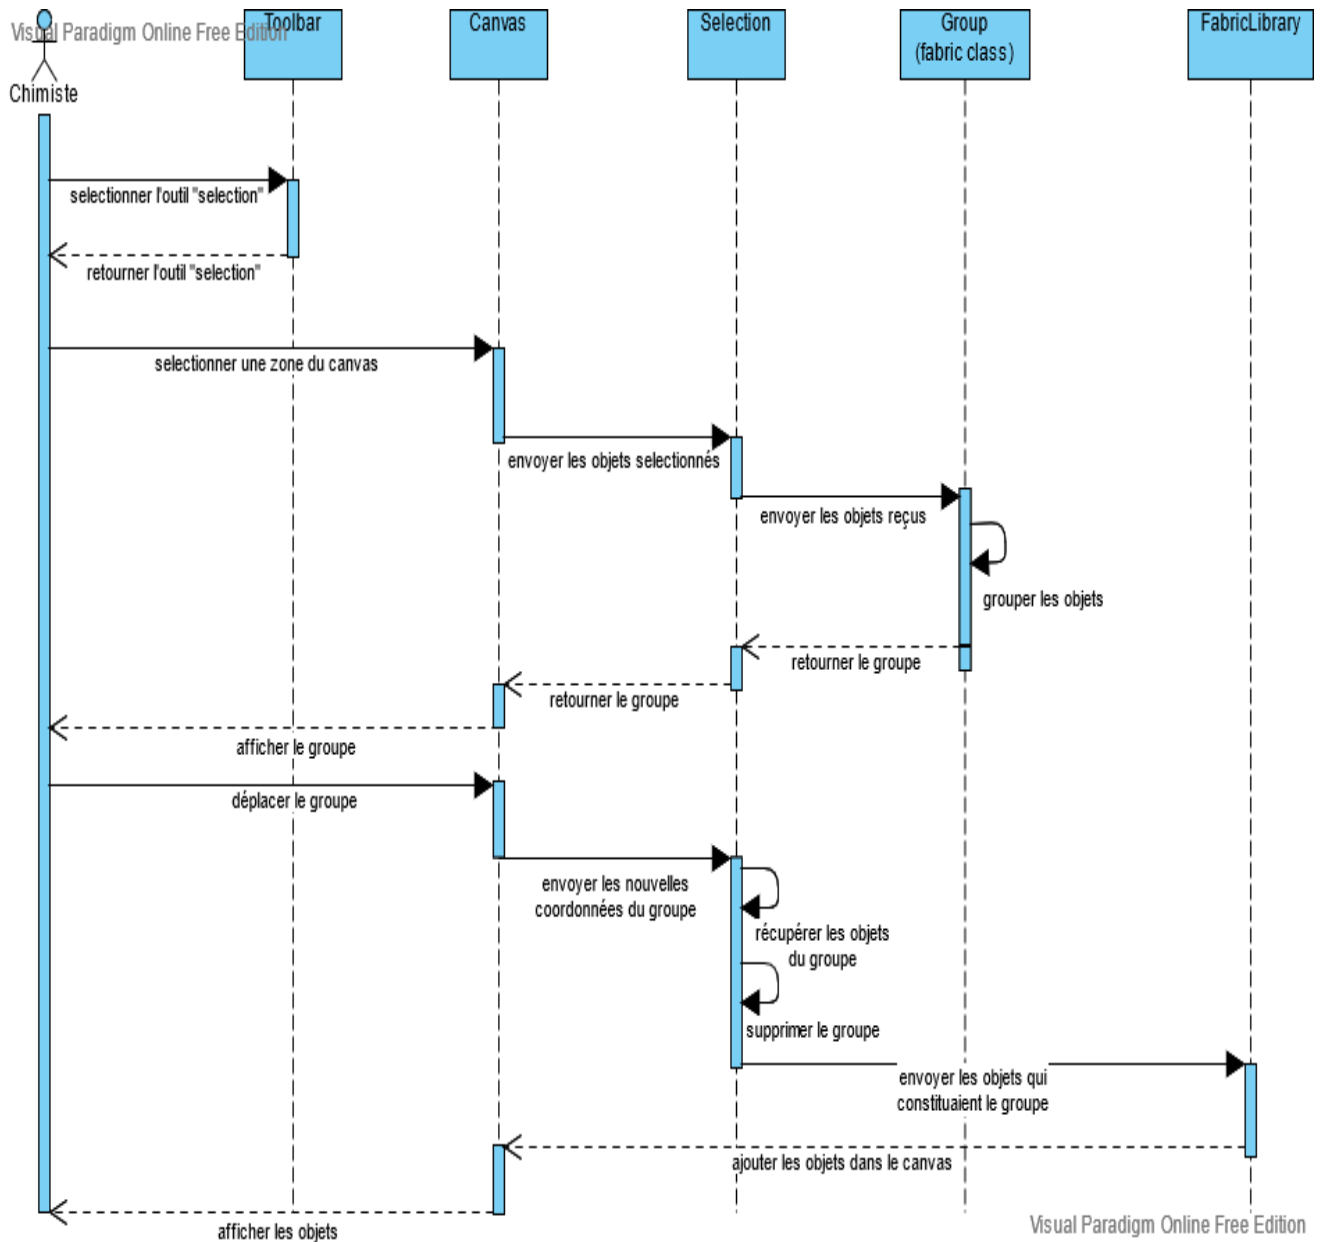 Visual Paradigm Online Free Edition
Toolbar
Canvas
Selection
Group
(fabric class)
FabricLibrary
Chimiste
selectionner l'outil "selection"
retourner l'outil "selection"
selectionner une zone du canvas
envoyer les objets selectionnés
envoyer les objets reçus
grouper les objets
retourner le groupe
retourner le groupe
afficher le groupe
déplacer le groupe
envoyer les nouvelles
coordonnées du groupe
récupérer les objets
du groupe
supprimer le groupe
envoyer les objets qui
constituaient le groupe
ajouter les objets dans le canvas
afficher les objets
Visual Paradigm Online Free Edition